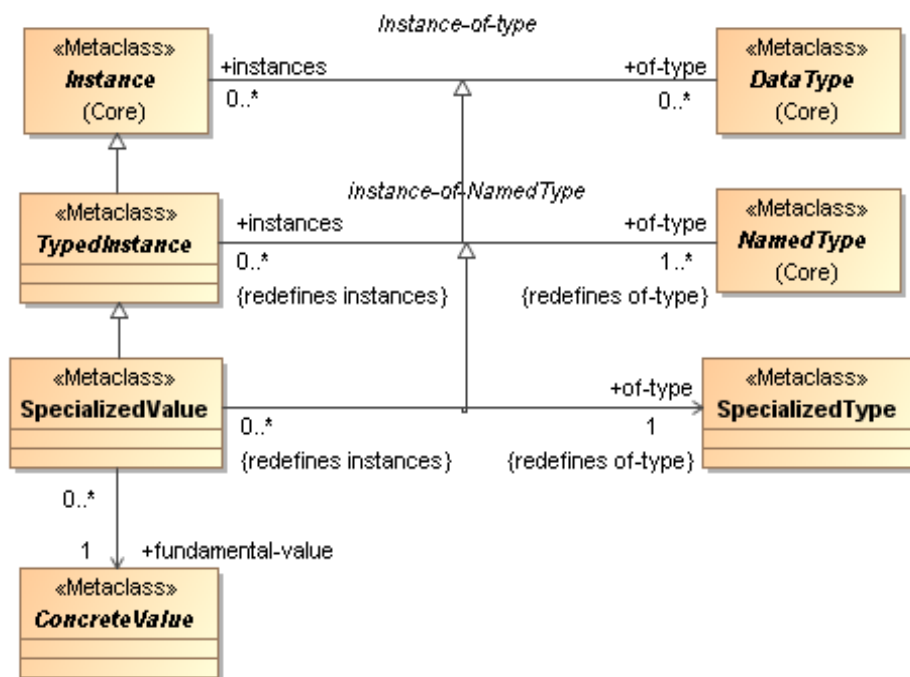 Instance-of-type
«Metaclass»
Instance
(Core)
+instances
0..*
+of-type
0..*
«Metaclass»
DataType
(Core)
instance-of-NamedType
«Metaclass»
TypedInstance
+instances
0..*
{redefines instances}
+of-type
1..*
{redefines of-type}
«Metaclass»
NamedType
(Core)
«Metaclass»
SpecializedValue
0..*
{redefines instances}
+of-type
1
{redefines of-type}
«Metaclass»
SpecializedType
0..*
1
+fundamental-value
«Metaclass»
ConcreteValue